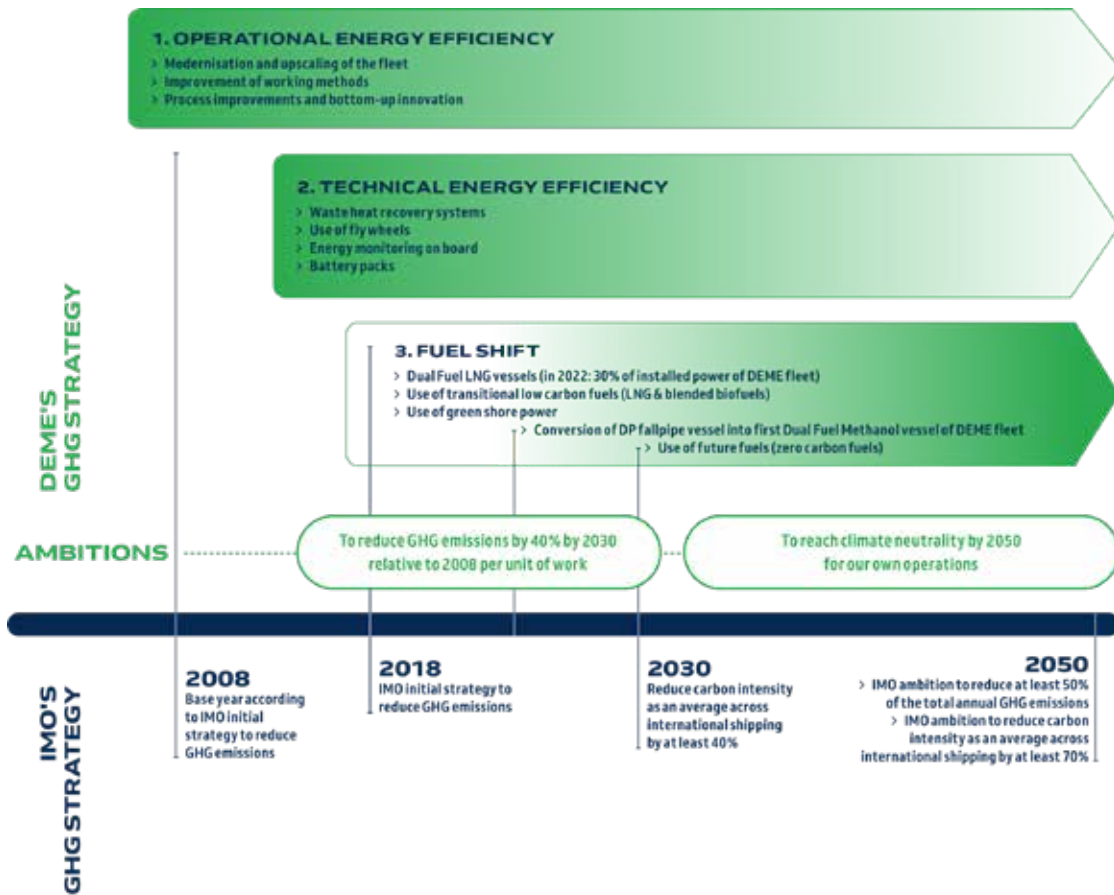 1. OPERATIONAL ENERGY EFFICIENCY
> Modernisation and upscaling of the fleet
> Improvement of working methods
> Process improvements and bottom-up innovation
2. TECHNICAL ENERGY EFFICIENCY
> Waste heat recovery systems
> Use of fly wheels
> Energy monitoring on board
> Battery packs
DEME'S
GHG STRATEGY
3. FUEL SHIFT
> Dual Fuel LNG vessels (in 2022: 30% of installed power of DEME fleet)
> Use of transitional low carbon fuels (LNG & blended biofuels)
> Use of green shore power
> Conversion of DP fallpipe vessel into first Dual Fuel Methanol vessel of DEME fleet
> Use of future fuels (zero carbon fuels)
AMBITIONS
To reduce GHG emissions by 40% by 2030
relative to 2008 per unit of work
To reach climate neutrality by 2050
for our own operations
IMO'S
GHG STRATEGY
2008
Base year according
to IMO initial
strategy to reduce
GHG emissions
2018
IMO initial strategy to
reduce GHG emissions
2030
Reduce carbon intensity
as an average across
international shipping
by at least 40%
2050
> IMO ambition to reduce at least 50%
of the total annual GHG emissions
> IMO ambition to reduce carbon
intensity as an average across
international shipping by at least 70%